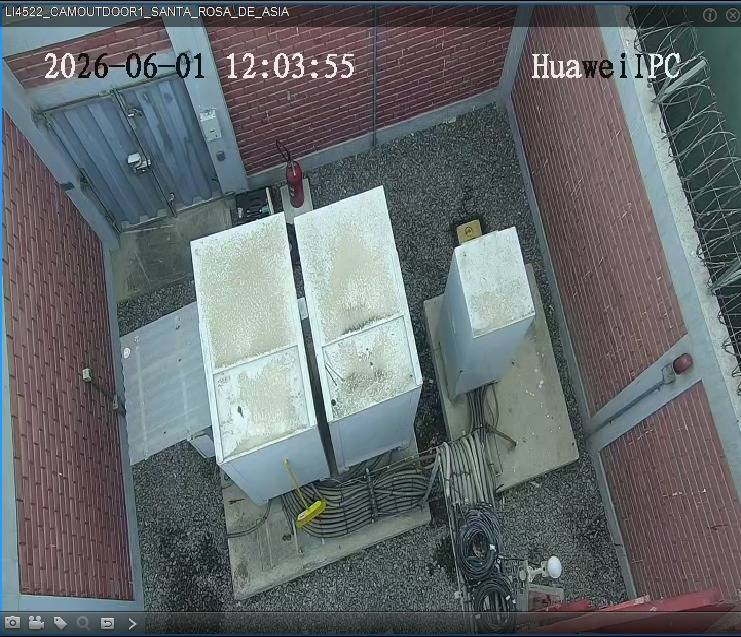 LI4522_CAMOUTDOOR1_SANTA_ROSA_DE_ASIA
2026-06-01 12:03:55
HuaweiIPC